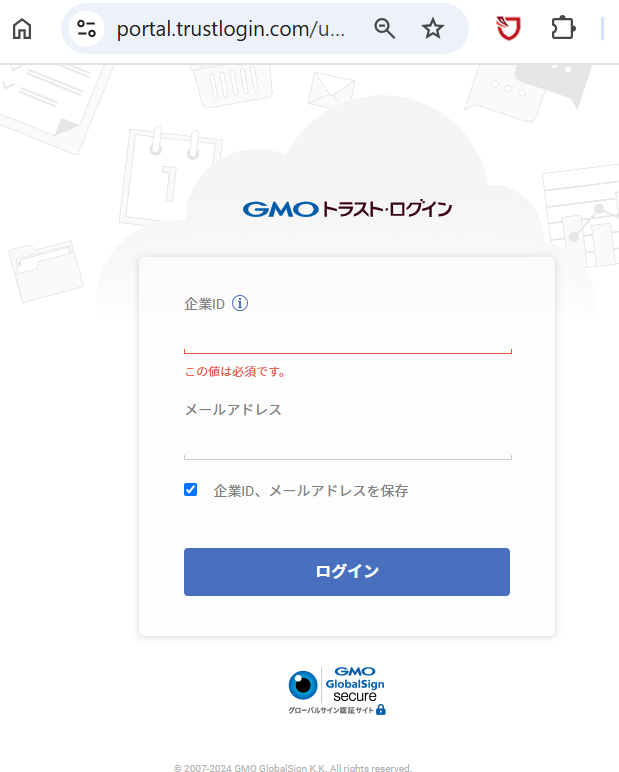 portal.trustlogin.com/u...
1
GMOトラスト・ログイン
企業ID
この値は必須です。
メールアドレス
企業ID、メールアドレスを保存
ログイン
GMO
GlobalSign
secure
グローバルサイン認証サイト
© 2007-2024 GMO GlobalSign K.K. All rights reserved.